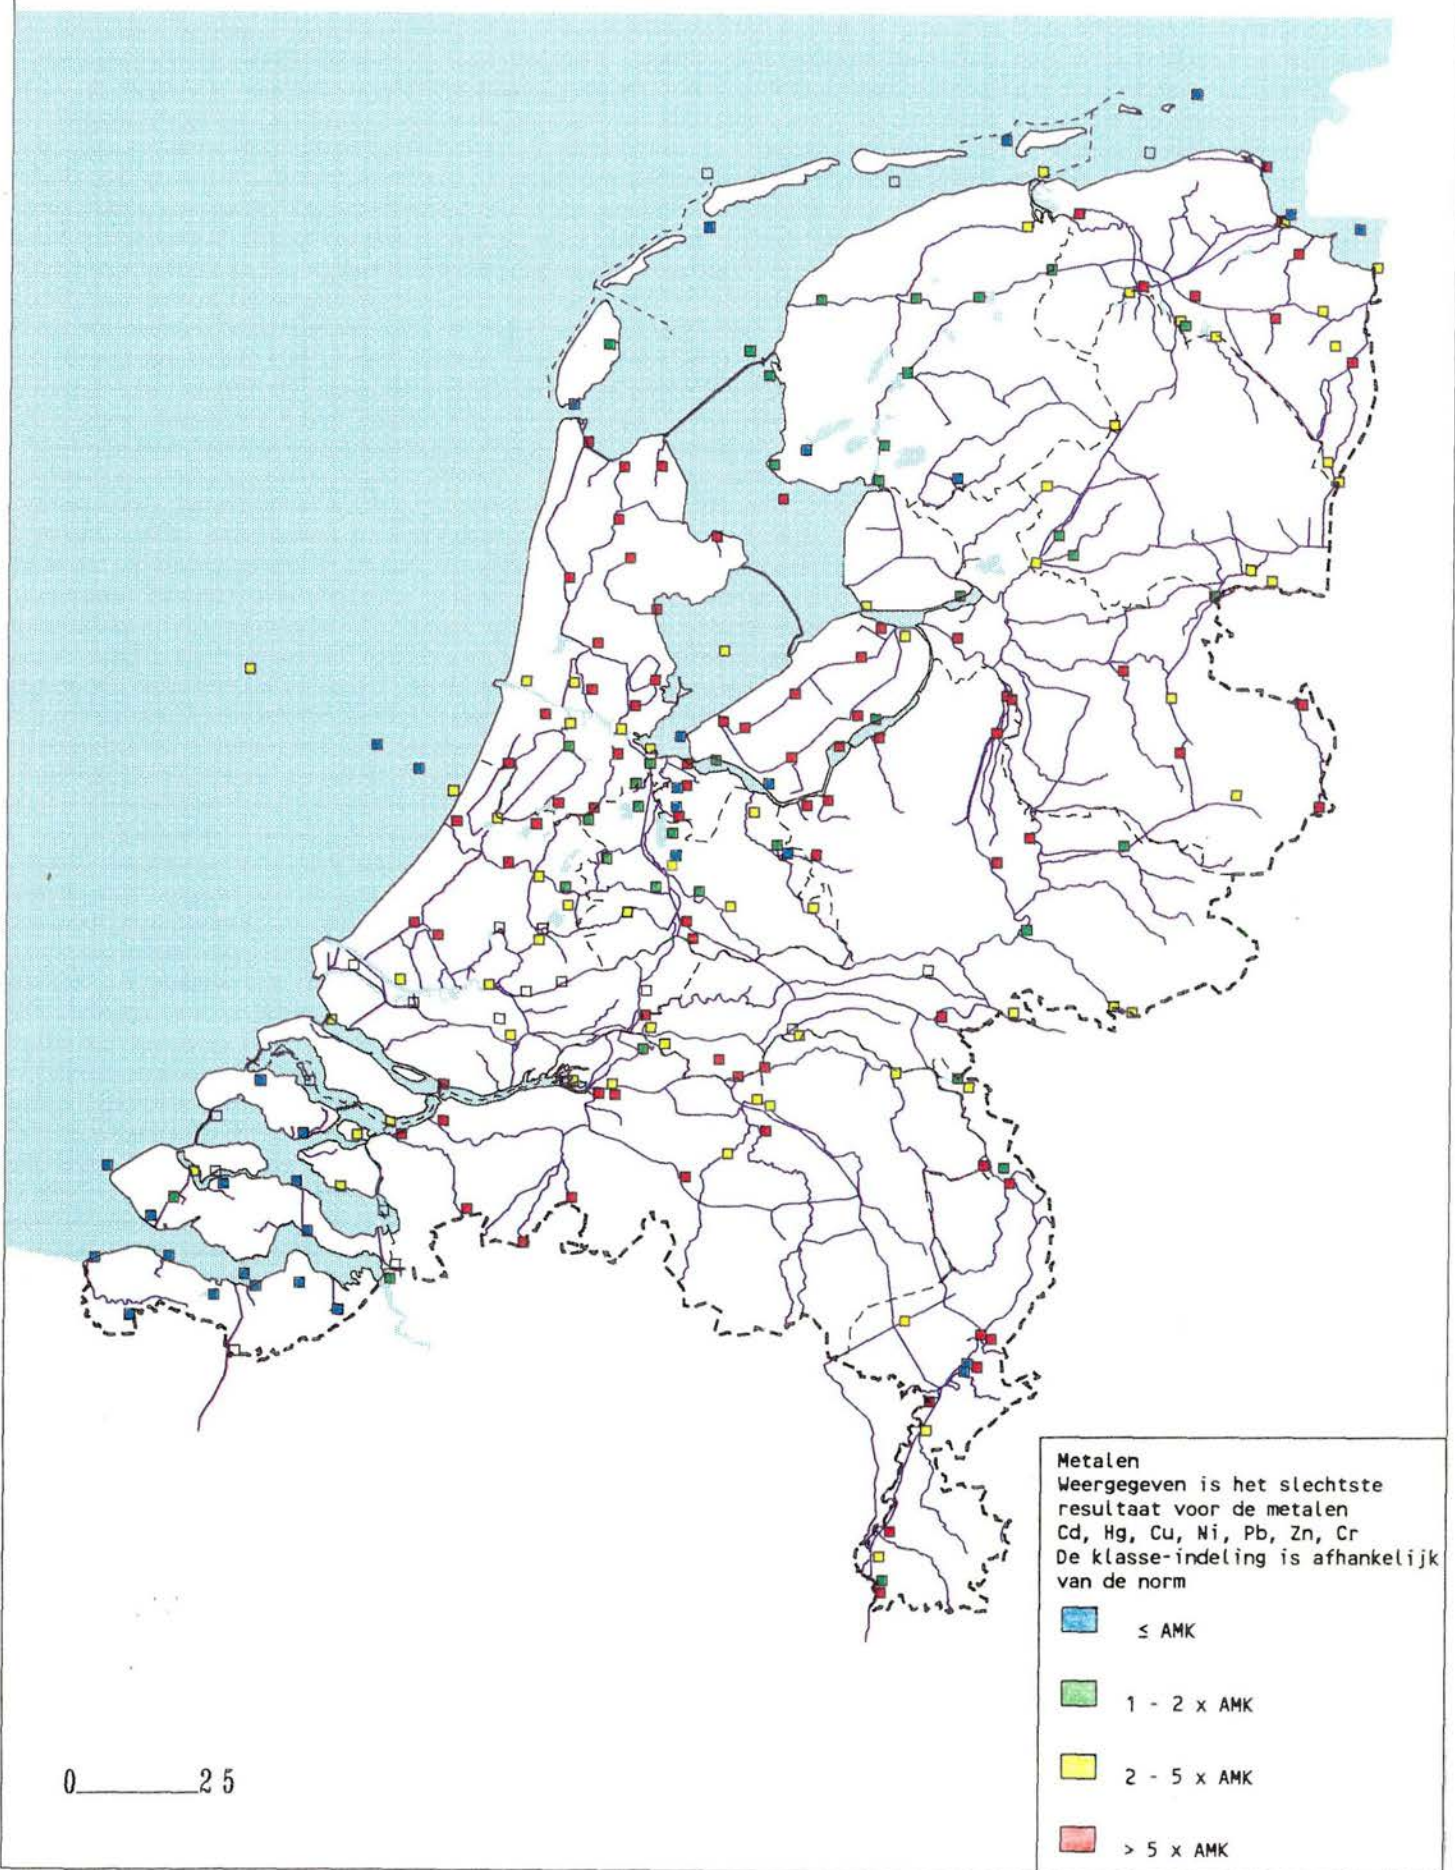 Metalen
Weergegeven is het slechtste
resultaat voor de metalen
Cd, Hg, Cu, Ni, Pb, Zn, Cr
De klasse-indeling is afhankelijk
van de norm
≤ AMK
1 - 2 x AMK
2 - 5 x AMK
> 5 x AMK
0 25